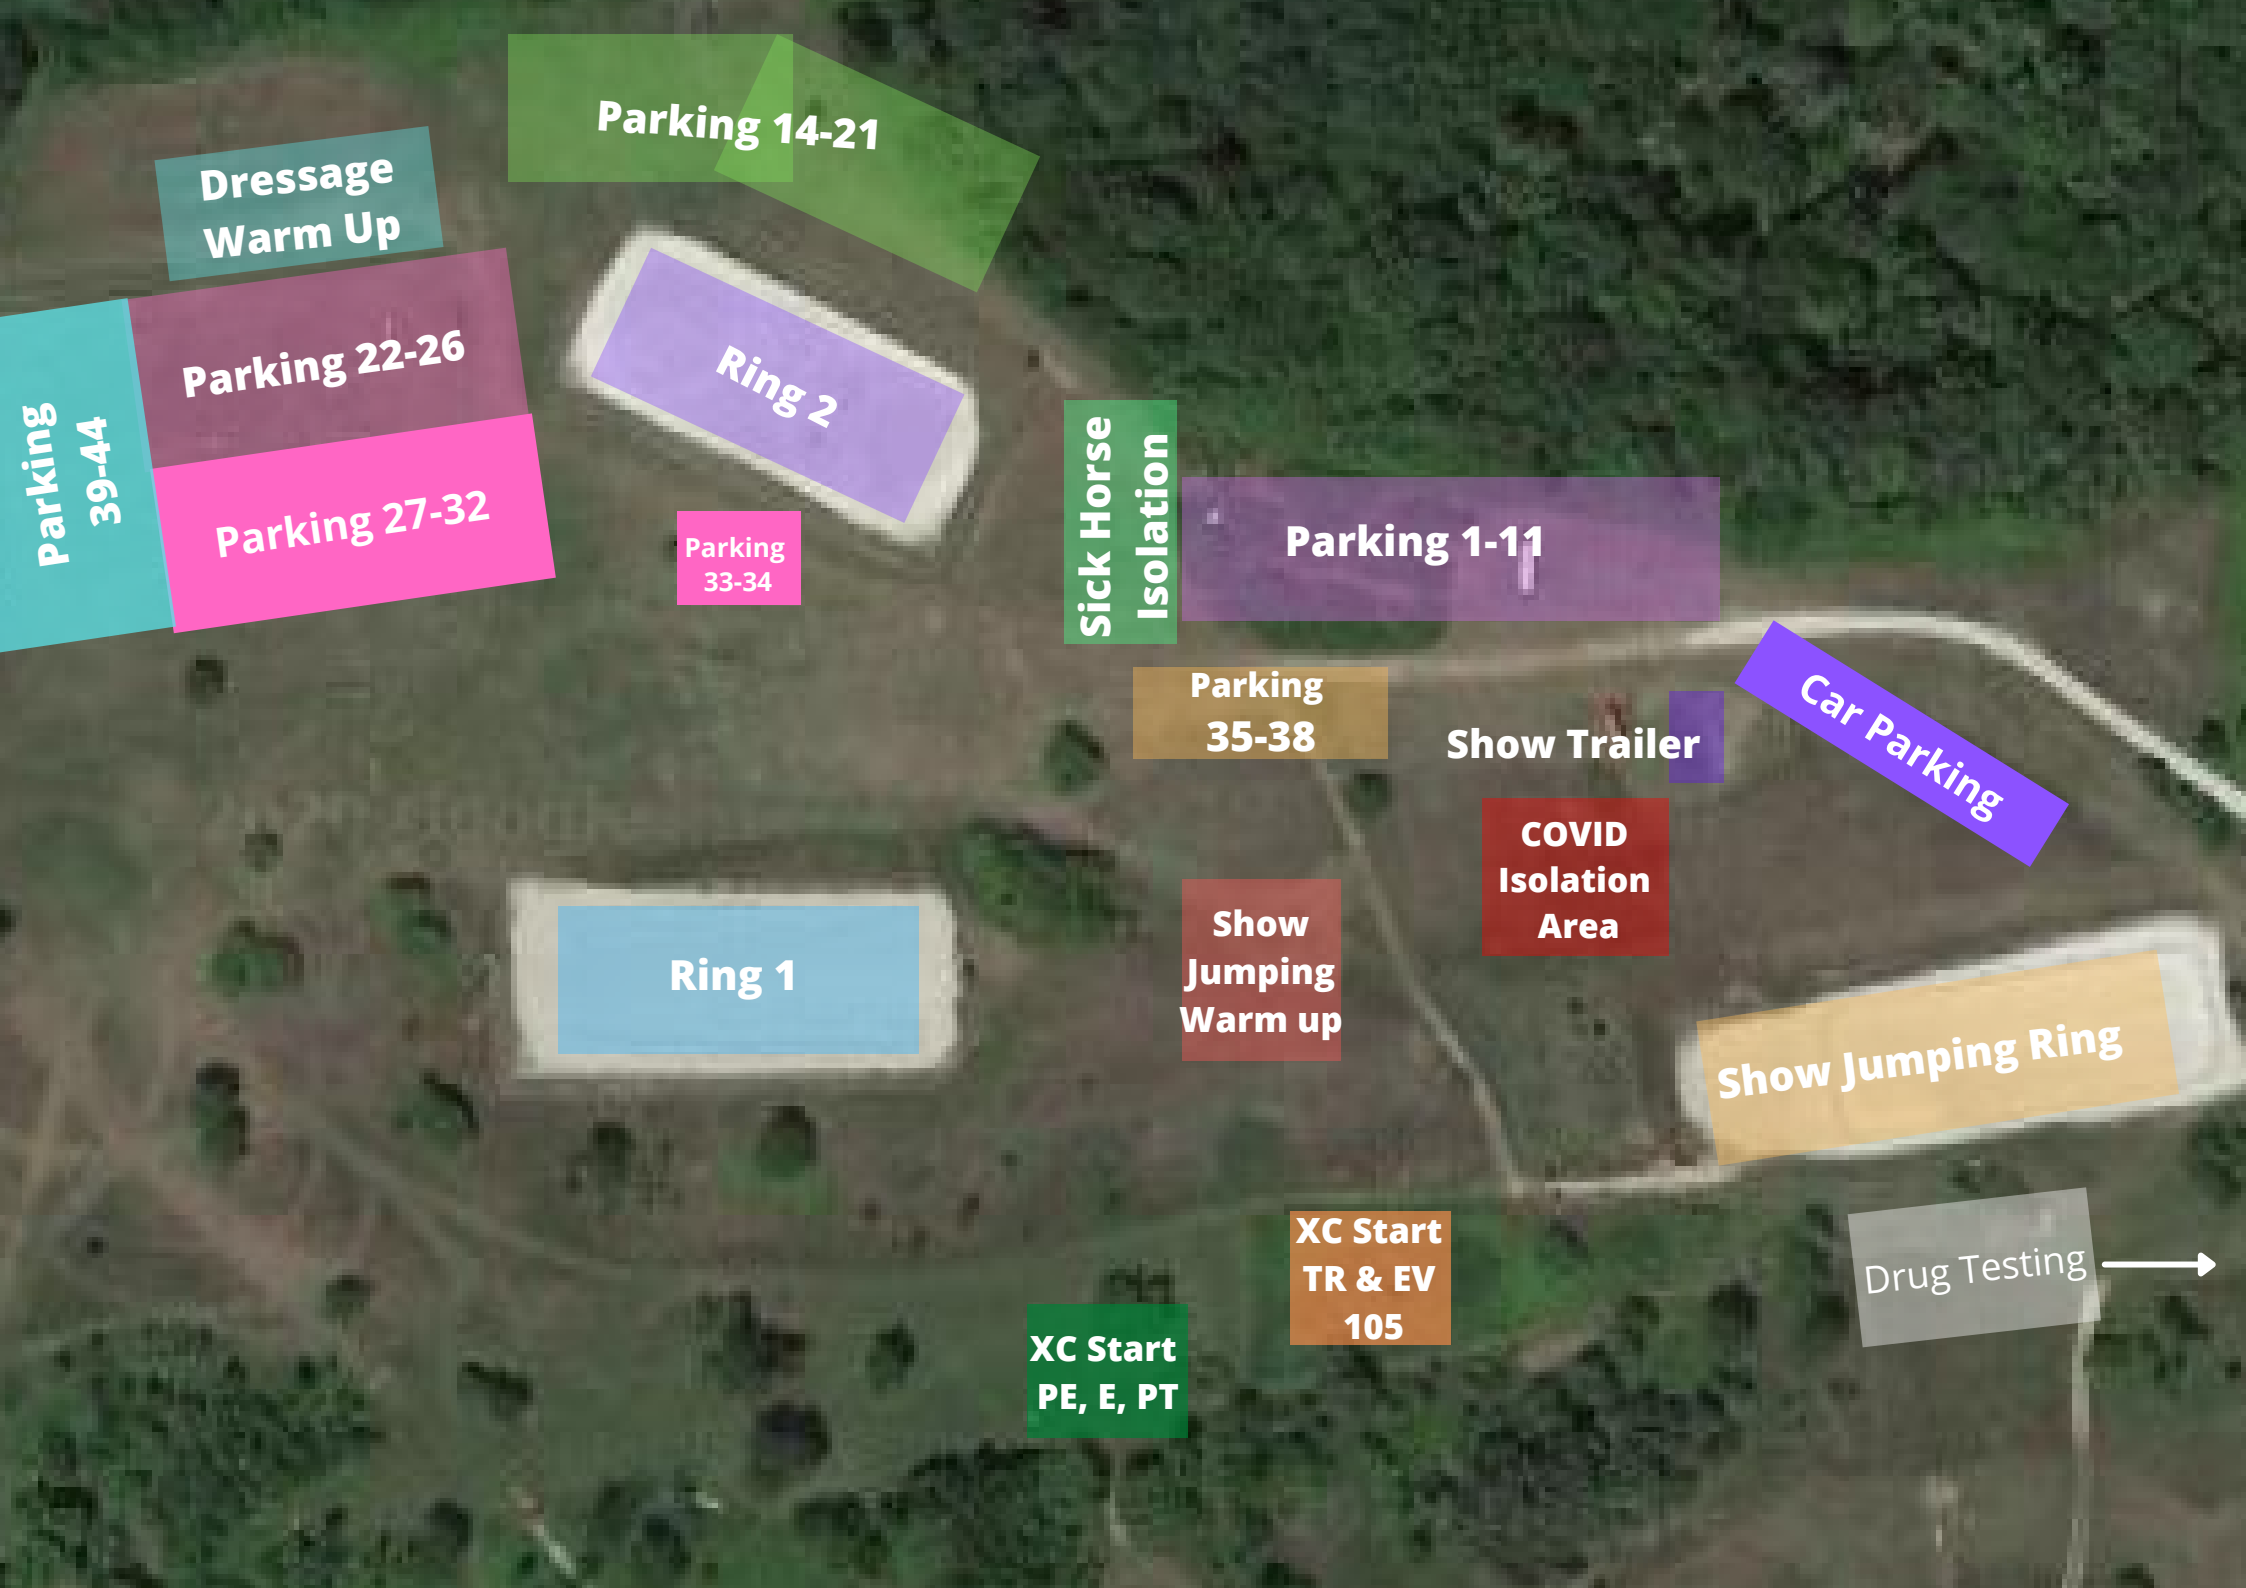 Parking 14-21
Dressage
Warm Up
Parking 22-26
Parking
39-44
Parking 27-32
Ring 2
Parking
33-34
Sick Horse
Isolation
Parking 1-11
Parking
35-38
Show Trailer
Car Parking
COVID
Isolation
Area
Ring 1
Show
Jumping
Warm up
Show Jumping Ring
XC Start
TR & EV
105
Drug Testing
XC Start
PE, E, PT